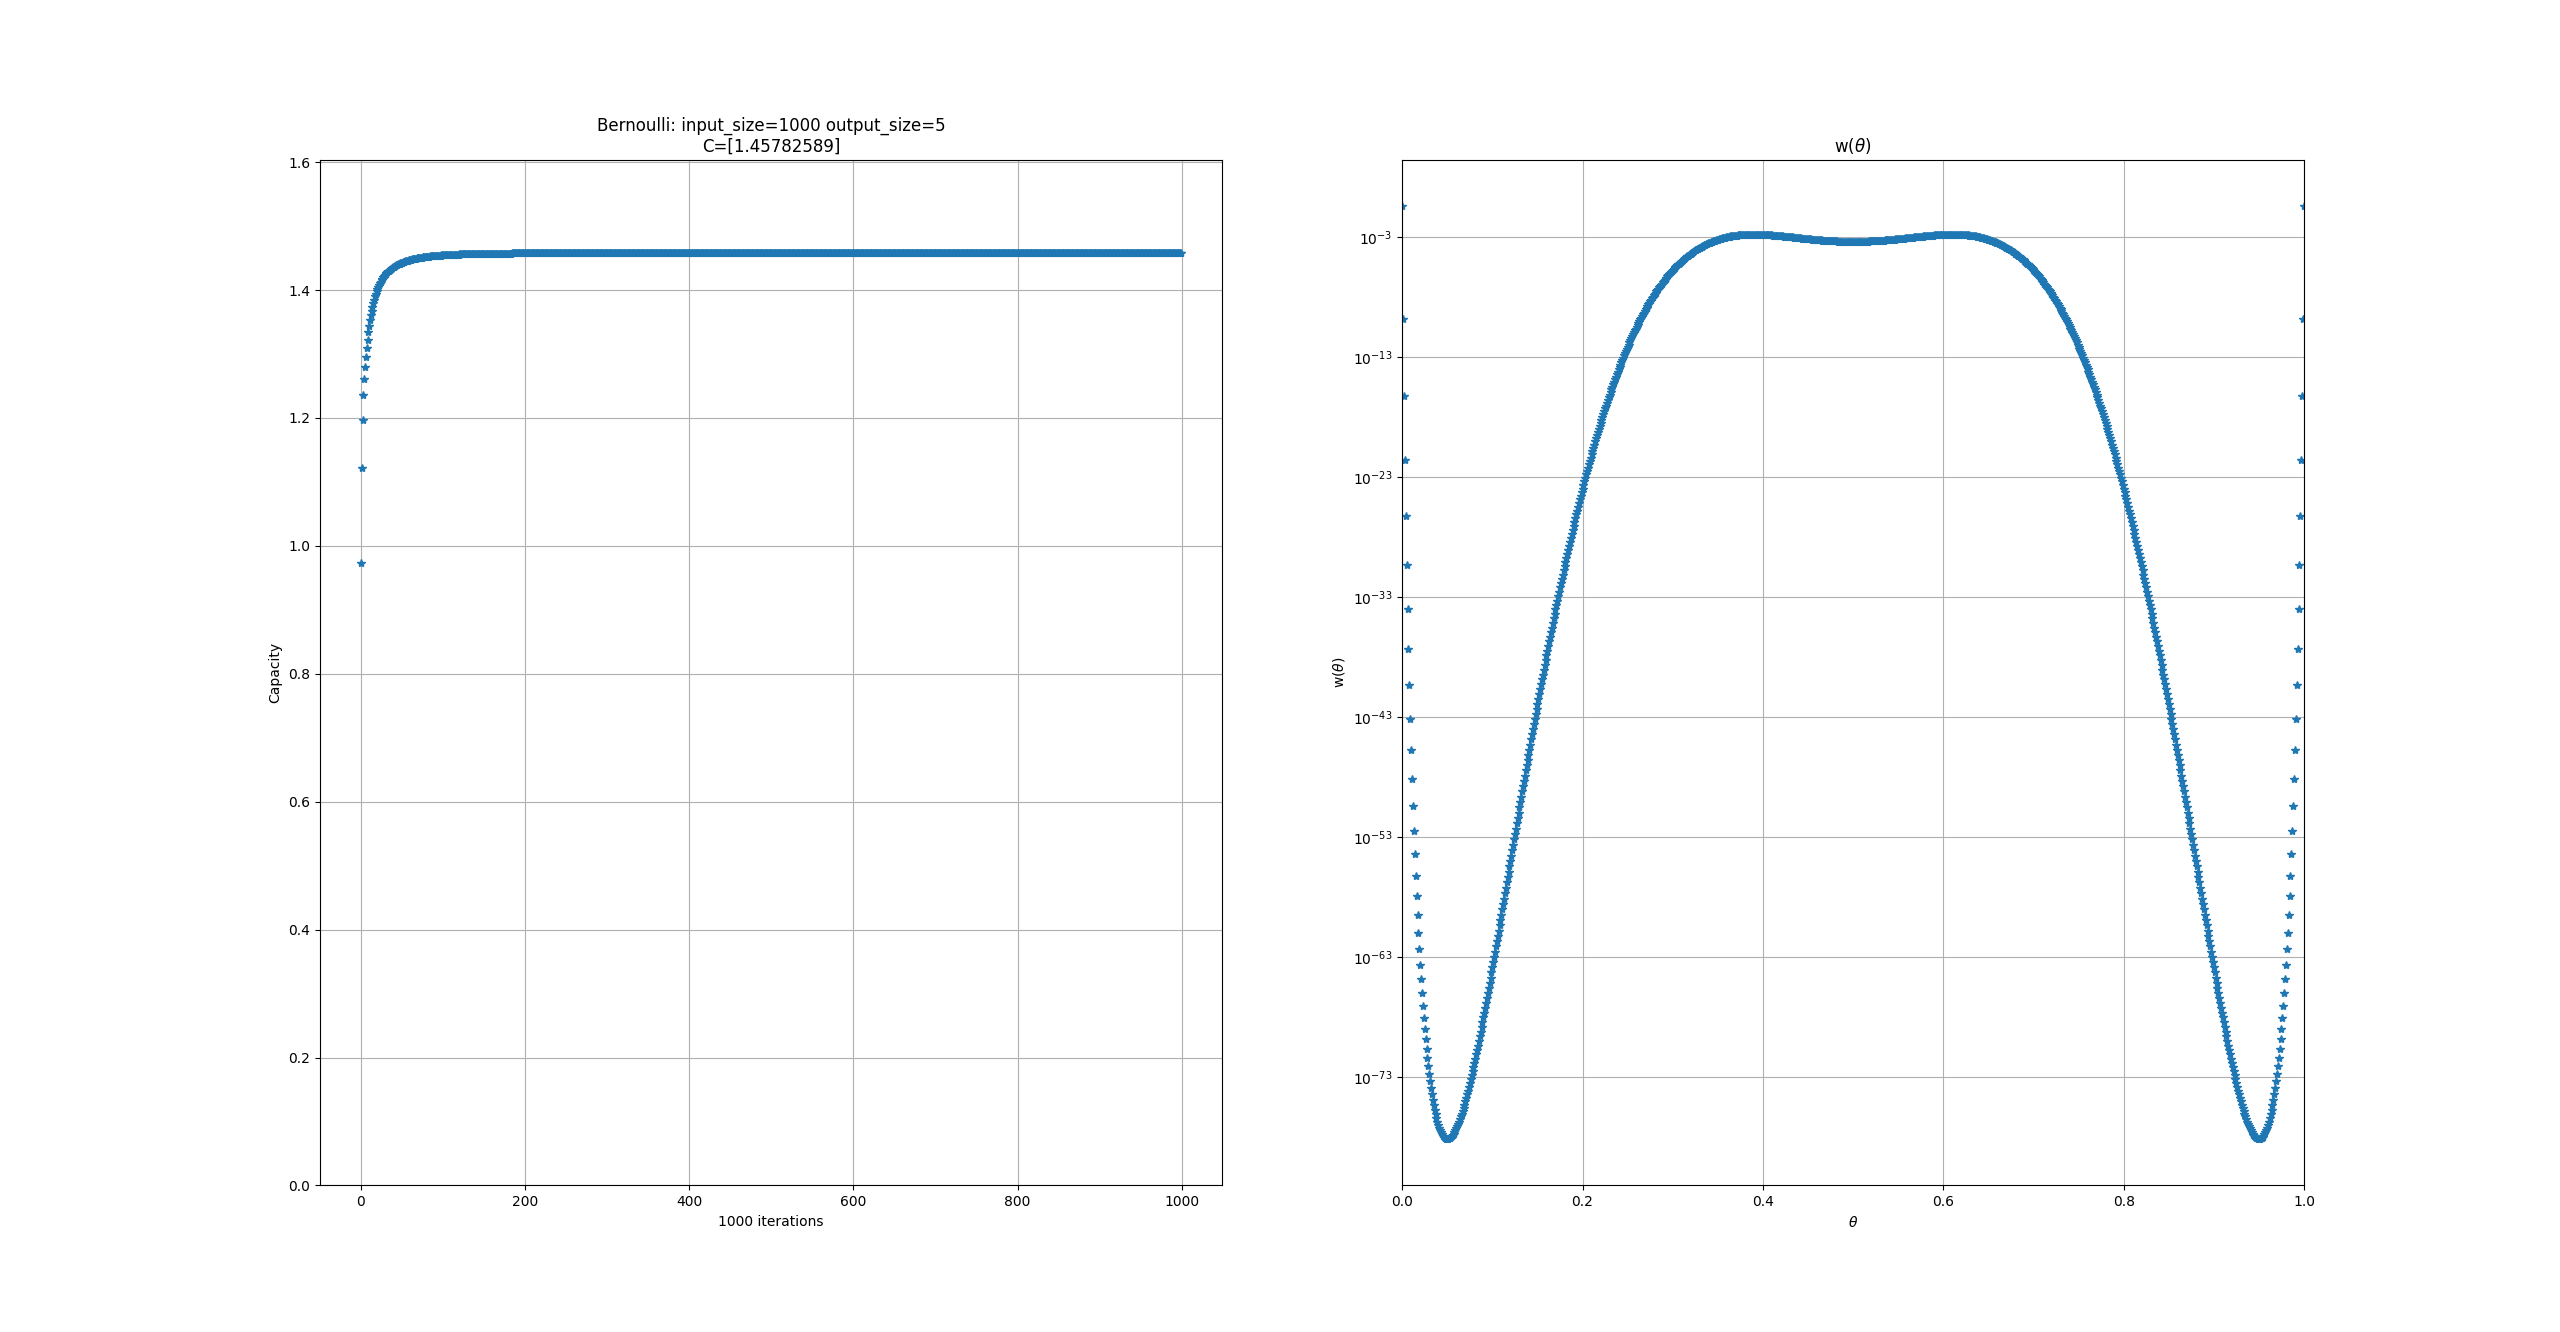 Bernoulli: input_size=1000 output_size=5
C=[1.45782589]
1.6
1.4
1.2
1.0
0.8
0.6
0.4
0.2
0.0
Capacity
0 200 400 600 800 1000
1000 iterations
w(θ)
10⁻³
10⁻¹³
10⁻²³
10⁻³³
10⁻⁴³
10⁻⁵³
10⁻⁶³
10⁻⁷³
w(θ)
0.0 0.2 0.4 0.6 0.8 1.0
θ